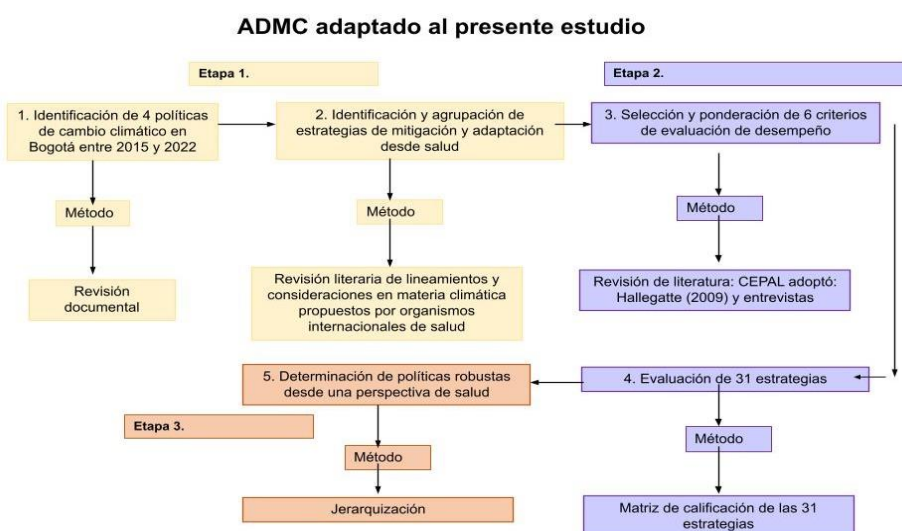 ADMC adaptado al presente estudio
Etapa 1.
Etapa 2.
1. Identificación de 4 políticas
de cambio climático en
Bogotá entre 2015 y 2022
2. Identificación y agrupación de
estrategias de mitigación y adaptación
desde salud
3. Selección y ponderación de 6 criterios
de evaluación de desempeño
Método
Método
Método
Revisión
documental
Revisión literaria de lineamientos y
consideraciones en materia climática
propuestos por organismos
internacionales de salud
Revisión de literatura: CEPAL adoptó:
Hallegatte (2009) y entrevistas
5. Determinación de políticas robustas
desde una perspectiva de salud
4. Evaluación de 31 estrategias
Etapa 3.
Método
Método
Jerarquización
Matriz de calificación de las 31
estrategias